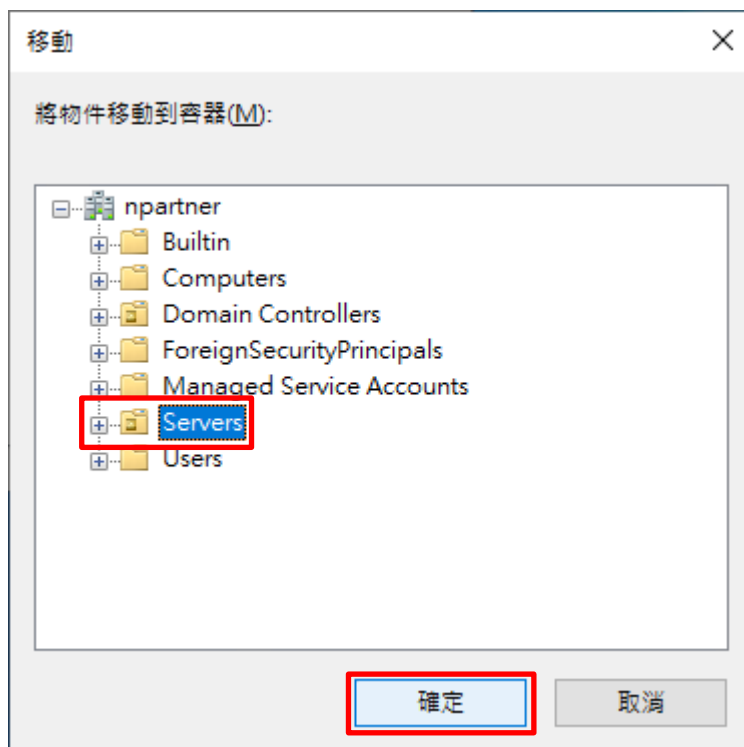 移動
將物件移動到容器(M):
npartner
Builtin
Computers
Domain Controllers
ForeignSecurityPrincipals
Managed Service Accounts
Servers
Users
確定
取消